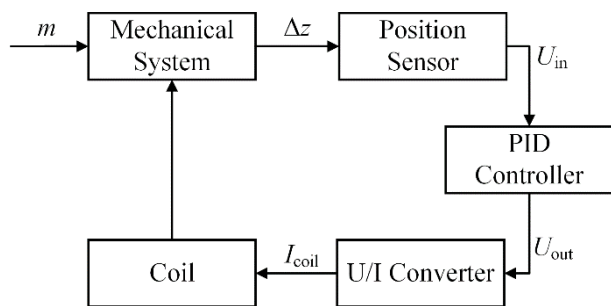 m
Mechanical
System
Δz
Position
Sensor
U_in
PID
Controller
U_out
U/I Converter
I_coil
Coil